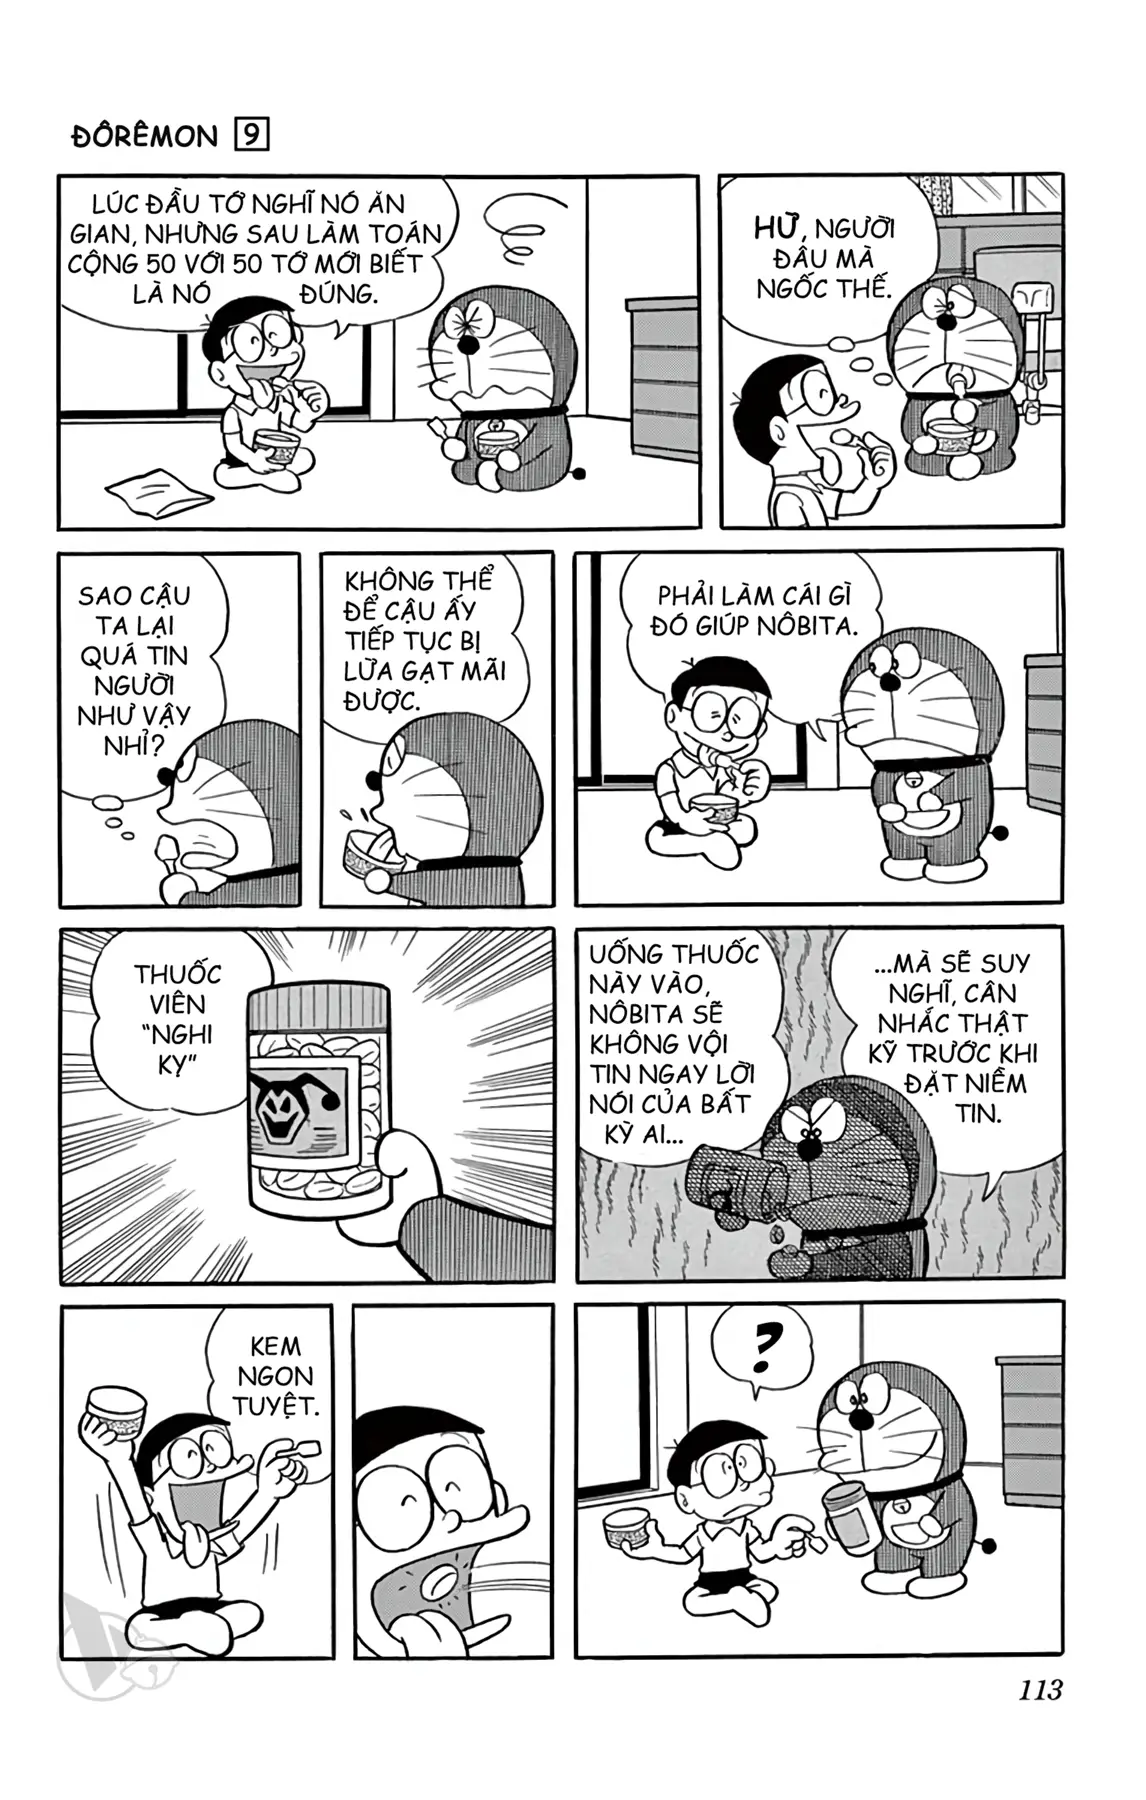 ĐÔRÊMON 9
LÚC ĐẦU TỚ NGHĨ NÓ ĂN
GIAN, NHƯNG SAU LÀM TOÁN
CỘNG 50 VỚI 50 TỚ MỚI BIẾT
LÀ NÓ ĐÚNG.
HỪ, NGƯỜI
ĐÂU MÀ
NGỐC THẾ.
SAO CẬU
TA LẠI
QUÁ TIN
NGƯỜI
NHƯ VẬY
NHỈ?
KHÔNG THỂ
ĐỂ CẬU ẤY
TIẾP TỤC BỊ
LỪA GẠT MÃI
ĐƯỢC.
PHẢI LÀM CÁI GÌ
ĐÓ GIÚP NÔBITA.
THUỐC
VIÊN
“NGHI
KỴ”
UỐNG THUỐC
NÀY VÀO,
NÔBITA SẼ
KHÔNG VỘI
TIN NGAY LỜI
NÓI CỦA BẤT
KỲ AI...
...MÀ SẼ SUY
NGHĨ, CÂN
NHẮC THẬT
KỸ TRƯỚC KHI
ĐẶT NIỀM
TIN.
KEM
NGON
TUYỆT.
?
113